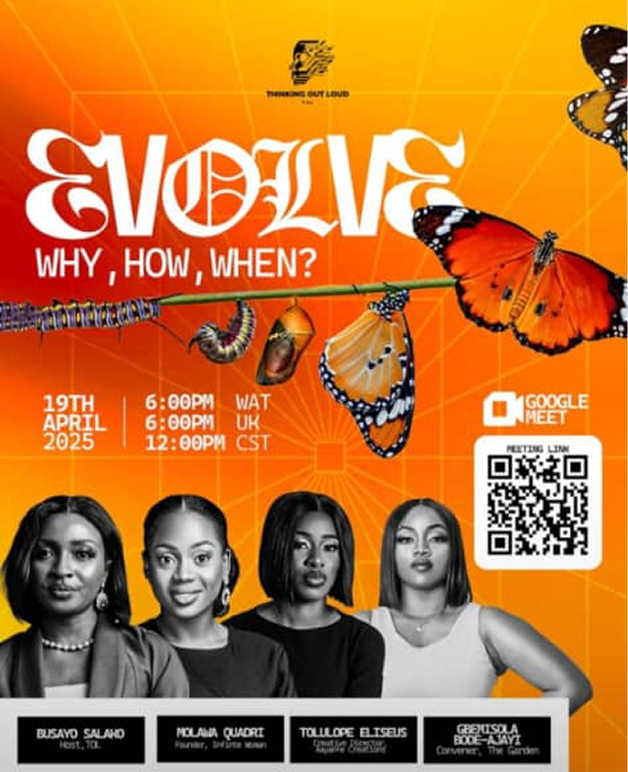 THINKING OUT LOUD
EVOLVE
WHY, HOW, WHEN?
19TH
APRIL
2025
6:00PM WAT
6:00PM UK
12:00PM CST
GOOGLE
MEET
MEETING LINK
BUSAYO SALAKO
Host, TOL
MOLAWA QUADRI
Founder, Infinite Woman
TOLULOPE ELISEUS
Creative Director,
GBEMISOLA
BODE-AJAYI
Convener, The Garden